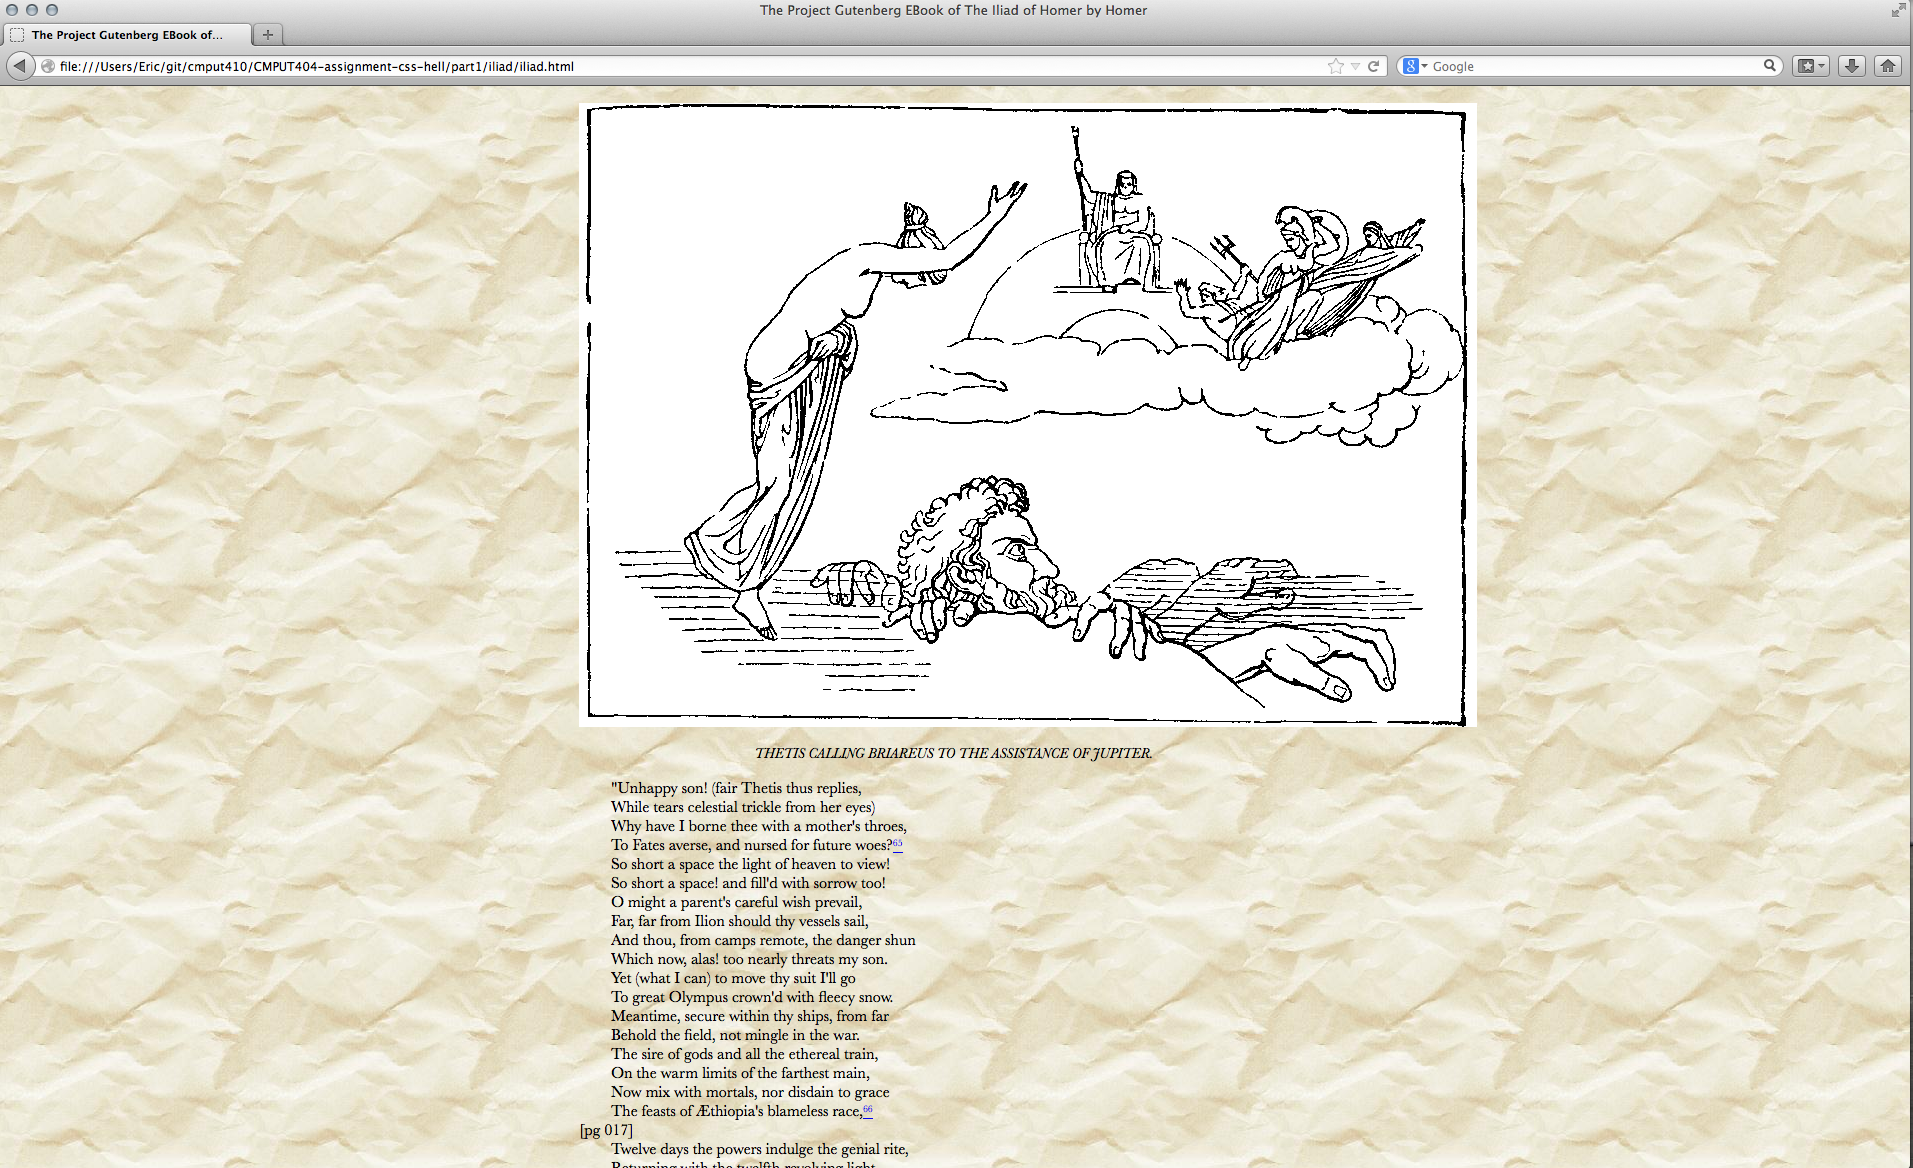 The Project Gutenberg EBook of The Iliad of Homer by Homer
The Project Gutenberg EBook of...
file:///Users/Eric/git/cmput410/CMPUT404-assignment-css-hell/part1/iliad/iliad.html
Google
THETIS CALLING BRIAREUS TO THE ASSISTANCE OF JUPITER.
"Unhappy son! (fair Thetis thus replies,
While tears celestial trickle from her eyes)
Why have I borne thee with a mother's throes,
To Fates averse, and nursed for future woes?65
So short a space the light of heaven to view!
So short a space! and fill'd with sorrow too!
O might a parent's careful wish prevail,
Far, far from Ilion should thy vessels sail,
And thou, from camps remote, the danger shun
Which now, alas! too nearly threats my son.
Yet (what I can) to move thy suit I'll go
To great Olympus crown'd with fleecy snow.
Meantime, secure within thy ships, from far
Behold the field, not mingle in the war.
The sire of gods and all the ethereal train,
On the warm limits of the farthest main,
Now mix with mortals, nor disdain to grace
The feasts of Æthiopia's blameless race,66
[pg 017]
Twelve days the powers indulge the genial rite,
Returning with the twelfth revolving light.